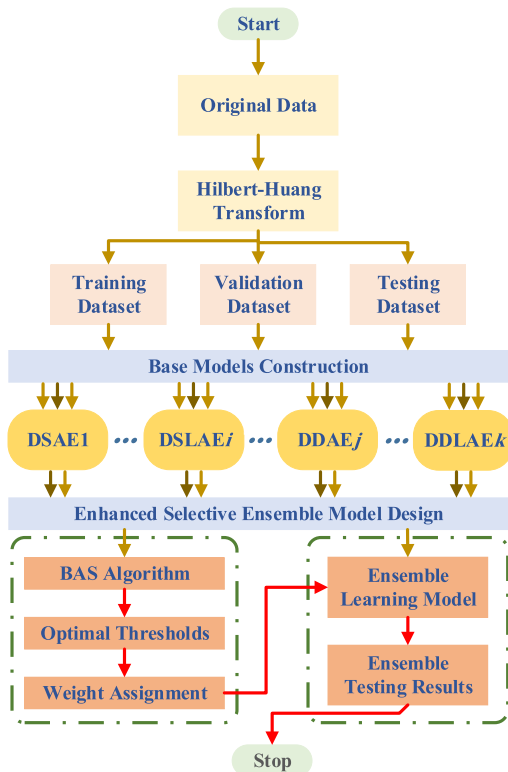 Start
Original Data
Hilbert-Huang
Transform
Training
Dataset
Validation
Dataset
Testing
Dataset
Base Models Construction
DSAE1 ... DSLAEi ... DDAEj ... DDLAEk
Enhanced Selective Ensemble Model Design
BAS Algorithm
Optimal Thresholds
Weight Assignment
Ensemble
Learning Model
Ensemble
Testing Results
Stop